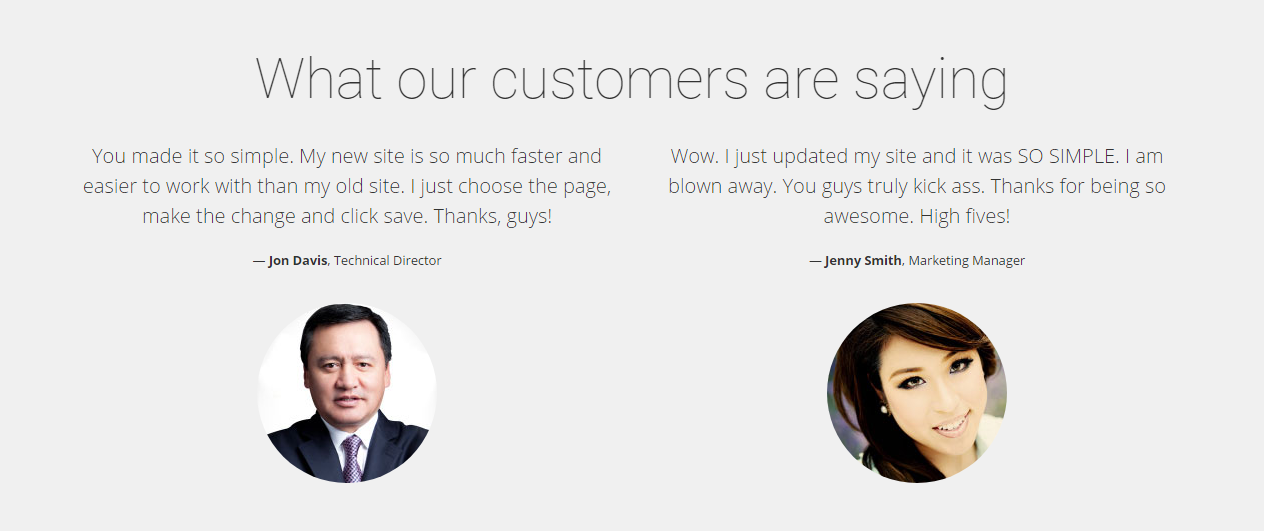 What our customers are saying
You made it so simple. My new site is so much faster and
easier to work with than my old site. I just choose the page,
make the change and click save. Thanks, guys!
— Jon Davis, Technical Director
Wow. I just updated my site and it was SO SIMPLE. I am
blown away. You guys truly kick ass. Thanks for being so
awesome. High fives!
— Jenny Smith, Marketing Manager